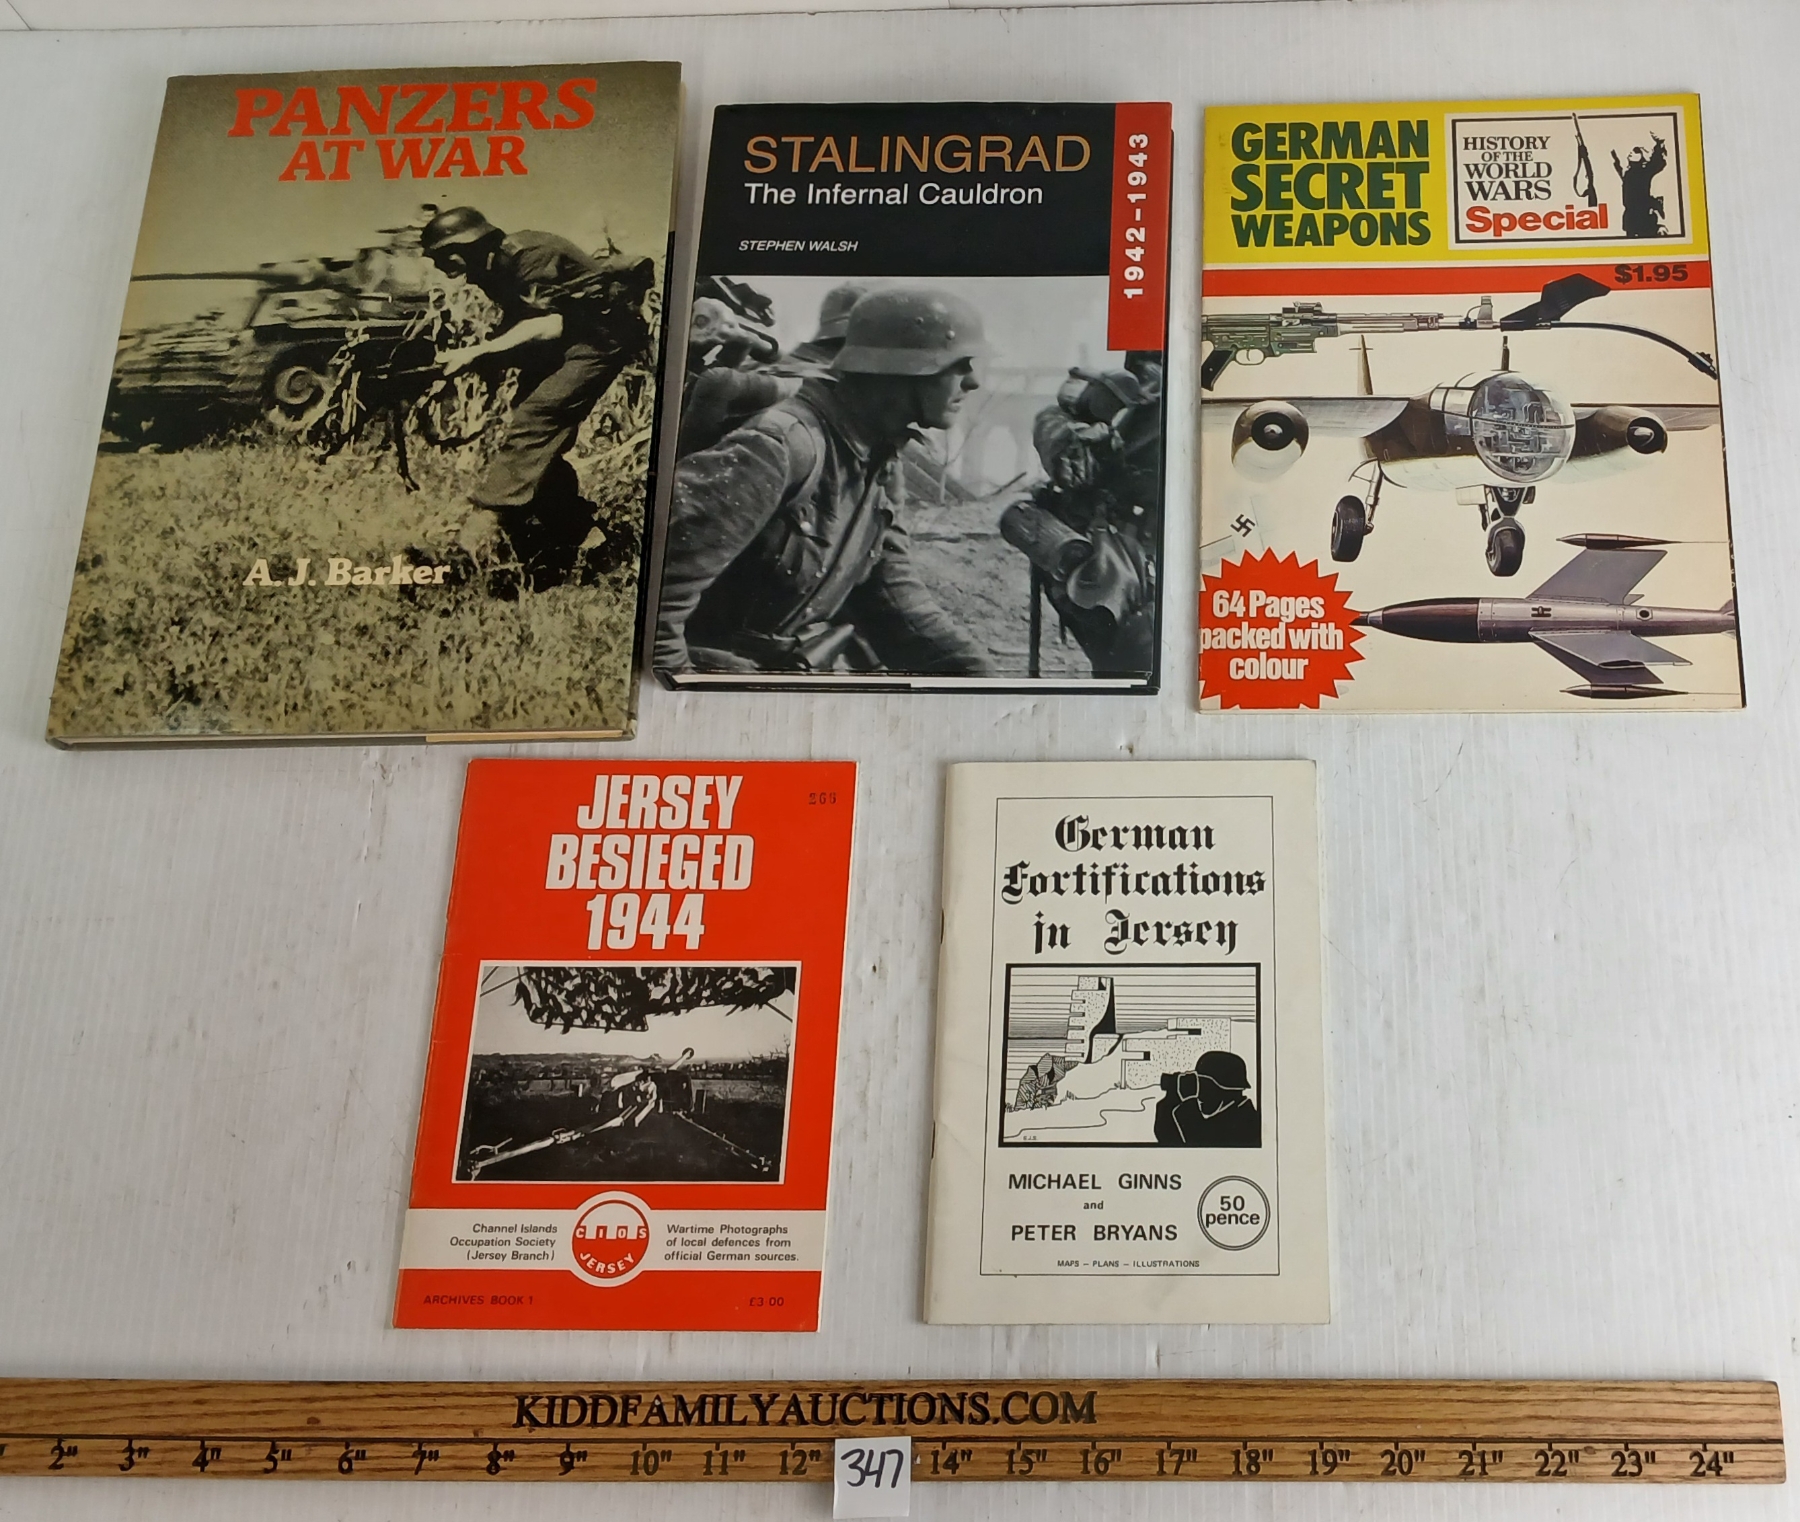 PANZERS
AT WAR
A. J. Barker
STALINGRAD
The Infernal Cauldron
STEPHEN WALSH
1942–1943
GERMAN
SECRET
WEAPONS
HISTORY
OF THE
WORLD
WARS
Special
$1.95
64 Pages
packed with
colour
JERSEY
BESIEGED
1944
266
Channel Islands
Occupation Society
(Jersey Branch)
C.I.O.S
JERSEY
Wartime Photographs
of local defences from
official German sources.
ARCHIVES BOOK 1
£3·00
German
Fortifications
in Jersey
MICHAEL GINNS
and
PETER BRYANS
50
pence
MAPS – PLANS – ILLUSTRATIONS
KIDDFAMILYAUCTIONS.COM
2" 3" 4" 5" 6" 7" 8" 9" 10" 11" 12" 347 14" 15" 16" 17" 18" 19" 20" 21" 22" 23" 24"